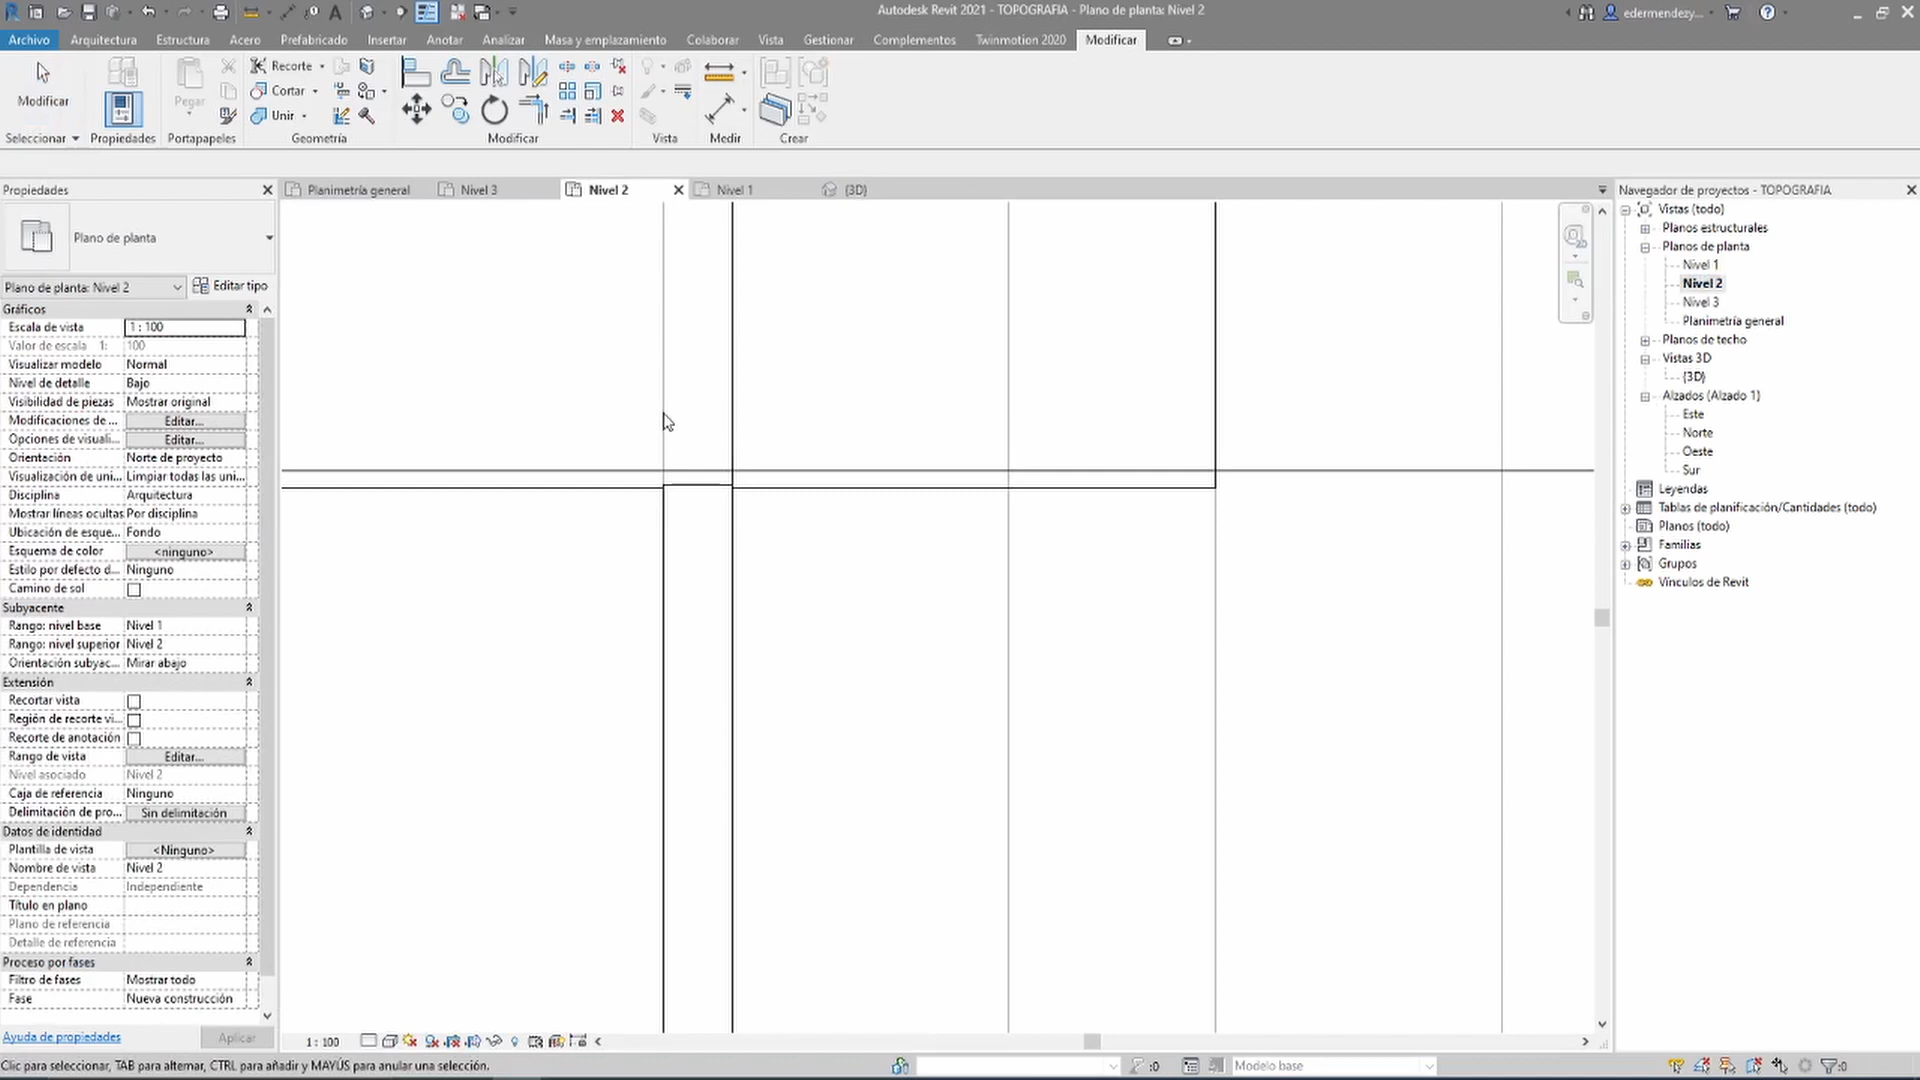 Autodesk Revit 2021 - TOPOGRAFIA - Plano de planta: Nivel 2
edermendezy...
Archivo Arquitectura Estructura Acero Prefabricado Insertar Anotar Analizar Masa y emplazamiento Colaborar Vista Gestionar Complementos Twinmotion 2020 Modificar
Modificar
Pegar
Recorte
Cortar
Unir
Seleccionar Propiedades Portapapeles Geometría Modificar Vista Medir Crear
Propiedades
Planimetría general Nivel 3 Nivel 2 Nivel 1 {3D}
Plano de planta
Plano de planta: Nivel 2 Editar tipo
Gráficos
Escala de vista 1 : 100
Valor de escala 1: 100
Visualizar modelo Normal
Nivel de detalle Bajo
Visibilidad de piezas Mostrar original
Modificaciones de ... Editar...
Opciones de visuali... Editar...
Orientación Norte de proyecto
Visualización de uni... Limpiar todas las uni...
Disciplina Arquitectura
Mostrar líneas ocultas Por disciplina
Ubicación de esque... Fondo
Esquema de color <ninguno>
Estilo por defecto d... Ninguno
Camino de sol
Subyacente
Rango: nivel base Nivel 1
Rango: nivel superior Nivel 2
Orientación subyac... Mirar abajo
Extensión
Recortar vista
Región de recorte vi...
Recorte de anotación
Rango de vista Editar...
Nivel asociado Nivel 2
Caja de referencia Ninguno
Delimitación de pro... Sin delimitación
Datos de identidad
Plantilla de vista <Ninguno>
Nombre de vista Nivel 2
Dependencia Independiente
Título en plano
Plano de referencia
Detalle de referencia
Proceso por fases
Filtro de fases Mostrar todo
Fase Nueva construcción
Ayuda de propiedades Aplicar
Navegador de proyectos - TOPOGRAFIA
Vistas (todo)
Planos estructurales
Planos de planta
Nivel 1
Nivel 2
Nivel 3
Planimetría general
Planos de techo
Vistas 3D
{3D}
Alzados (Alzado 1)
Este
Norte
Oeste
Sur
Leyendas
Tablas de planificación/Cantidades (todo)
Planos (todo)
Familias
Grupos
Vínculos de Revit
1 : 100
Clic para seleccionar, TAB para alternar, CTRL para añadir y MAYÚS para anular una selección.
:0
Modelo base
:0